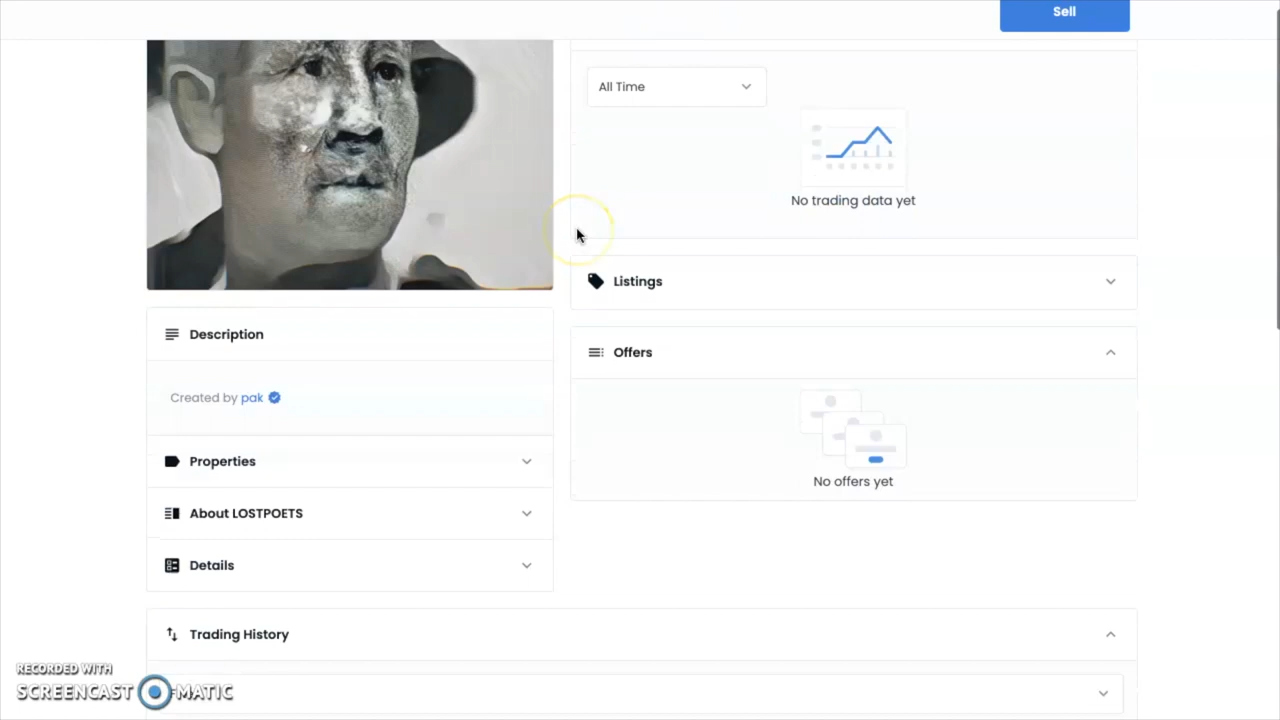 Sell
All Time
No trading data yet
Listings
Offers
No offers yet
Description
Created by pak
Properties
About LOSTPOETS
Details
Trading History
RECORDED WITH
SCREENCAST-O-MATIC